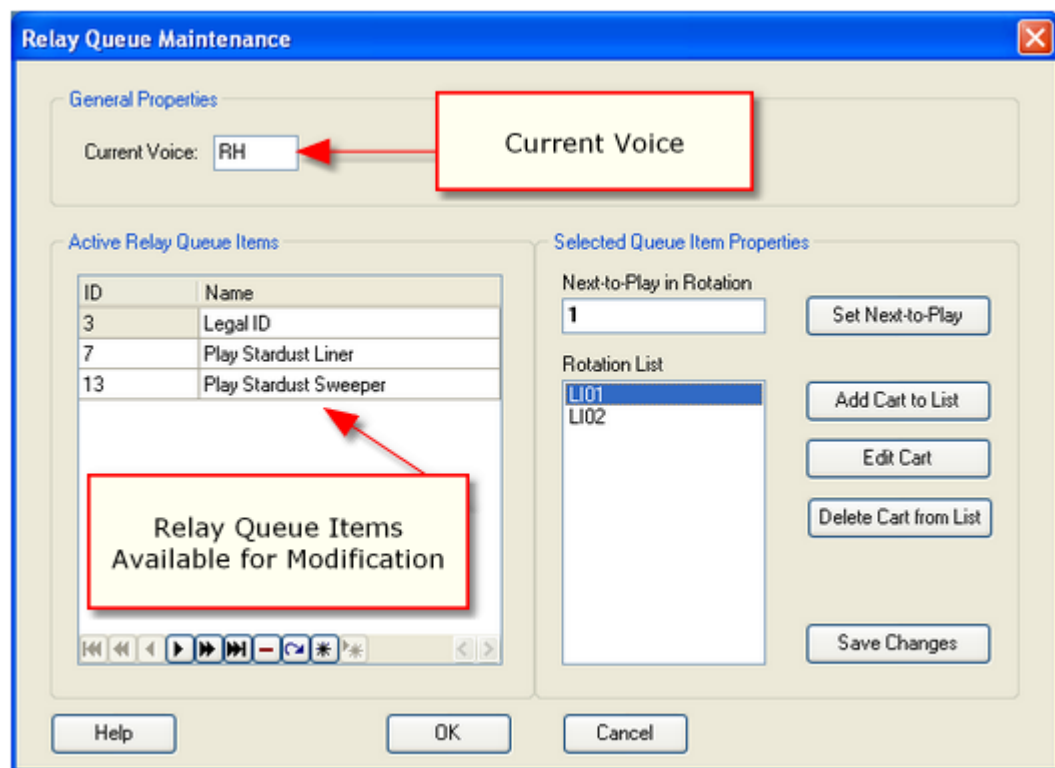 Relay Queue Maintenance
General Properties
Current Voice: RH
Current Voice
Active Relay Queue Items
ID Name
3 Legal ID
7 Play Stardust Liner
13 Play Stardust Sweeper
Relay Queue Items
Available for Modification
Selected Queue Item Properties
Next-to-Play in Rotation
1 Set Next-to-Play
Rotation List
LI01
LI02
Add Cart to List
Edit Cart
Delete Cart from List
Save Changes
Help OK Cancel